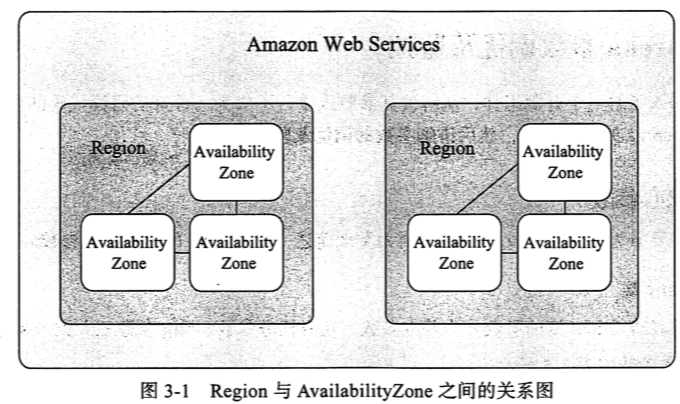 Amazon Web Services
Region
Availability
Zone
Availability
Zone
Availability
Zone
Region
Availability
Zone
Availability
Zone
Availability
Zone
图 3-1 Region 与 AvailabilityZone 之间的关系图